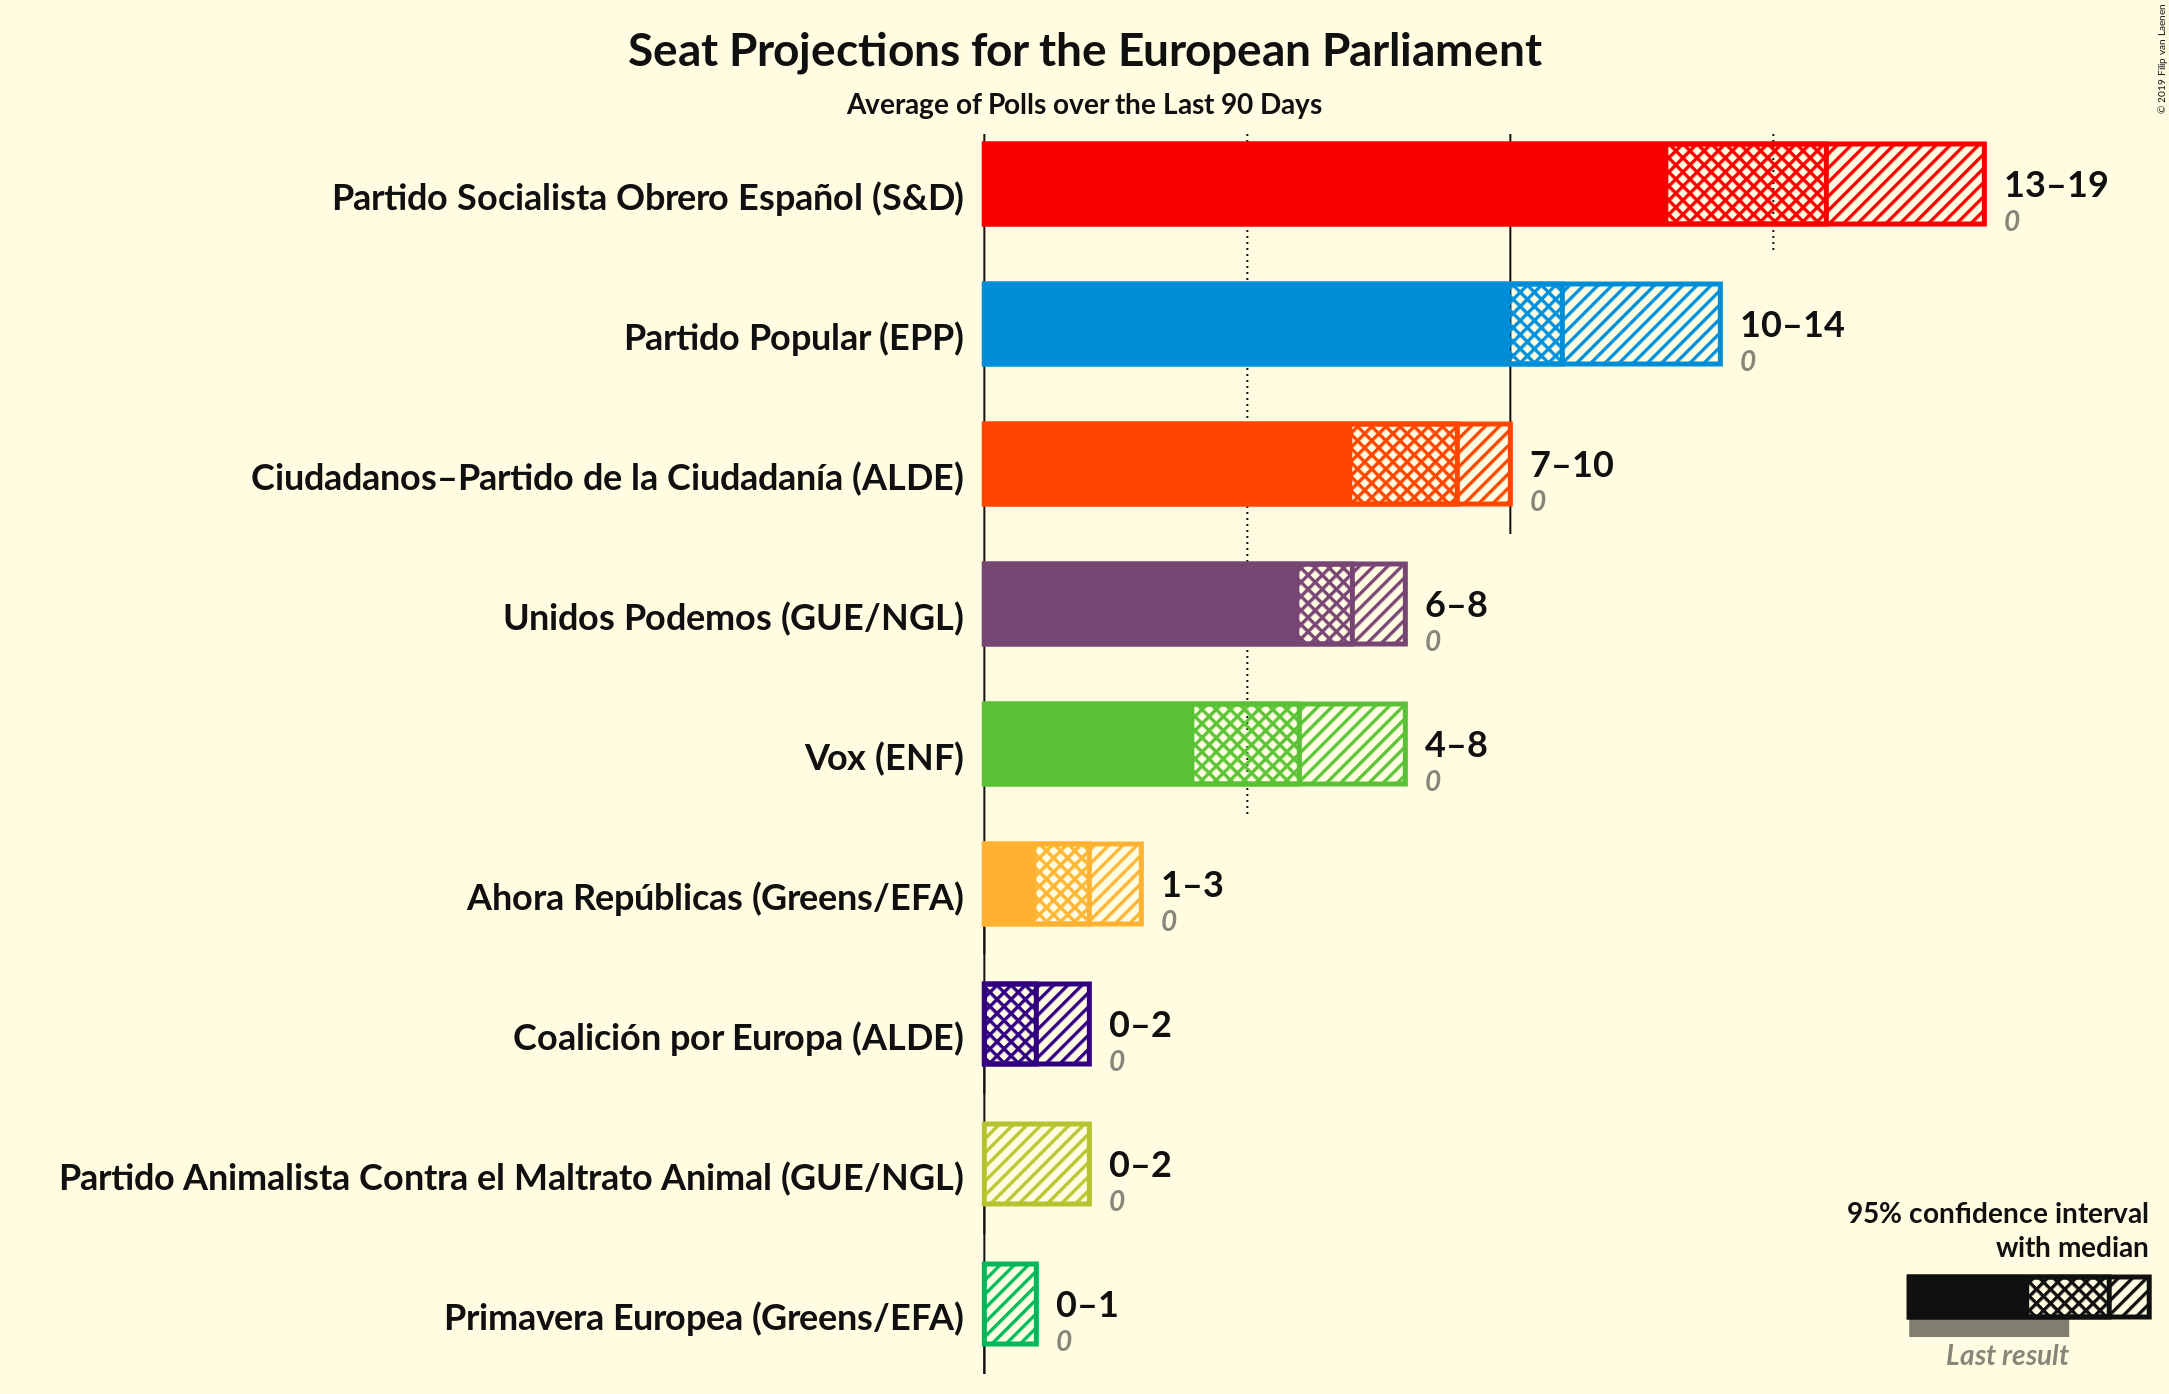 Seat Projections for the European Parliament
Average of Polls over the Last 90 Days
© 2019 Filip van Laenen
Partido Socialista Obrero Español (S&D)
13–19
0
Partido Popular (EPP)
10–14
0
Ciudadanos–Partido de la Ciudadanía (ALDE)
7–10
0
Unidos Podemos (GUE/NGL)
6–8
0
Vox (ENF)
4–8
0
Ahora Repúblicas (Greens/EFA)
1–3
0
Coalición por Europa (ALDE)
0–2
0
Partido Animalista Contra el Maltrato Animal (GUE/NGL)
0–2
0
Primavera Europea (Greens/EFA)
0–1
0
95% confidence interval
with median
Last result